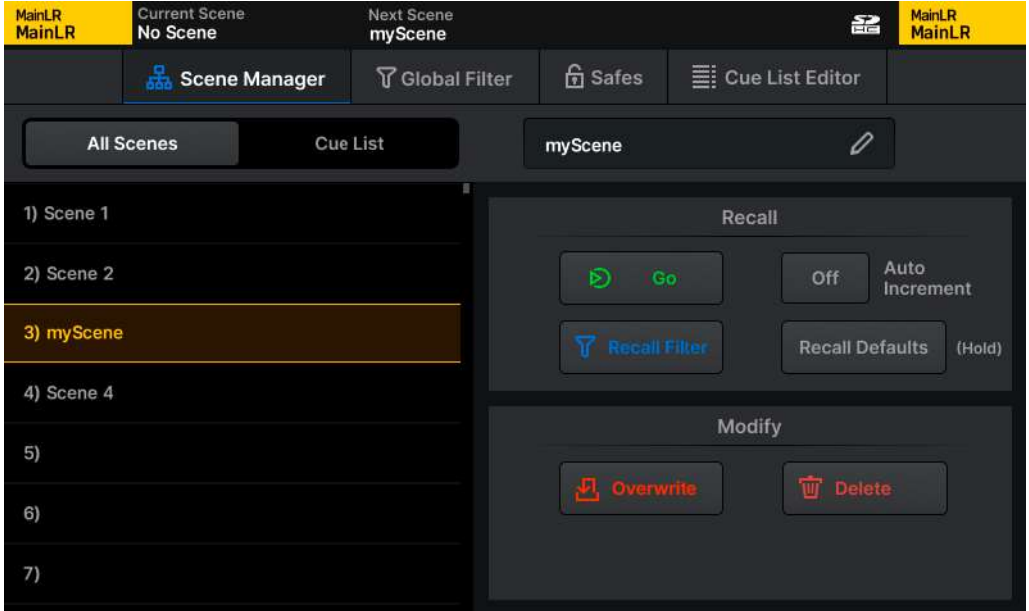 MainLR
MainLR
Current Scene
No Scene
Next Scene
myScene
MainLR
MainLR
Scene Manager
Global Filter
Safes
Cue List Editor
All Scenes
Cue List
myScene
1) Scene 1
2) Scene 2
3) myScene
4) Scene 4
5)
6)
7)
Recall
Go
Off
Auto
Increment
Recall Filter
Recall Defaults
(Hold)
Modify
Overwrite
Delete